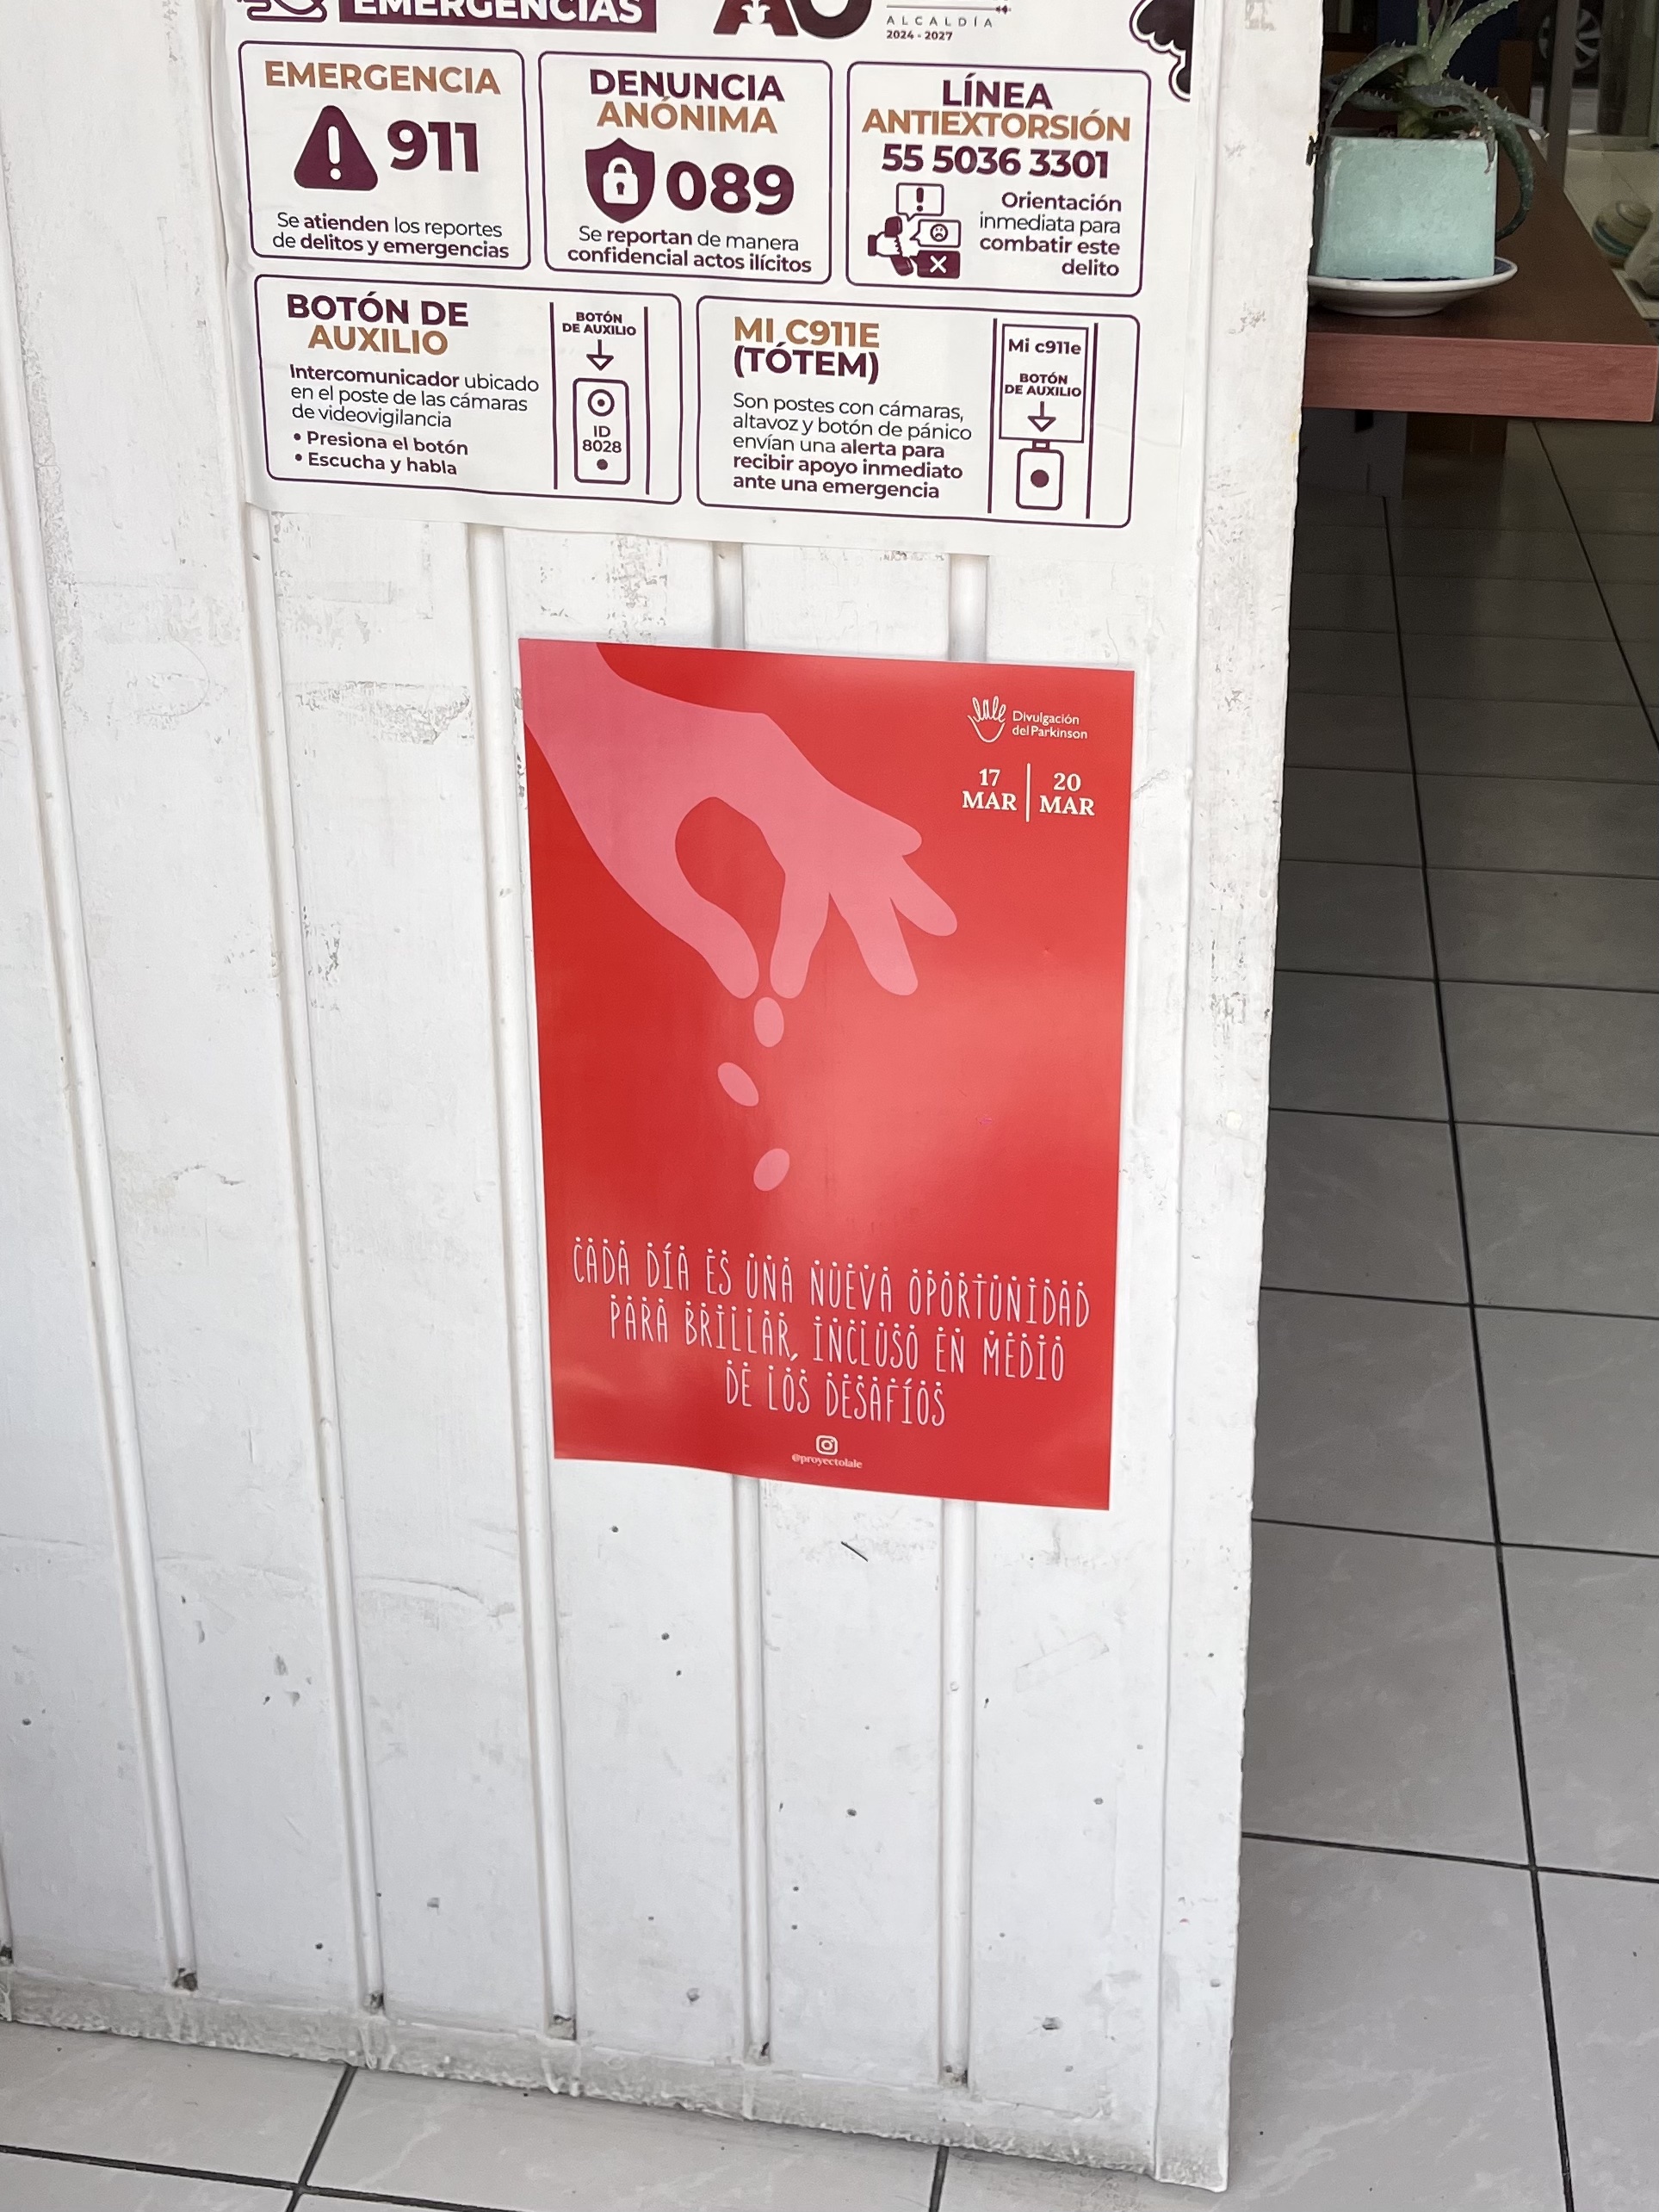 EMERGENCIAS
ALCALDÍA
2024 - 2027
EMERGENCIA
911
Se atienden los reportes
de delitos y emergencias
DENUNCIA
ANÓNIMA
089
Se reportan de manera
confidencial actos ilícitos
LÍNEA
ANTIEXTORSIÓN
55 5036 3301
Orientación
inmediata para
combatir este
delito
BOTÓN DE
AUXILIO
Intercomunicador ubicado
en el poste de las cámaras
de videovigilancia
• Presiona el botón
• Escucha y habla
BOTÓN
DE AUXILIO
ID
8028
MI C911E
(TÓTEM)
Son postes con cámaras,
altavoz y botón de pánico
envían una alerta para
recibir apoyo inmediato
ante una emergencia
Mi c911e
BOTÓN
DE AUXILIO
lale
Divulgación
del Parkinson
17 | 20
MAR | MAR
CADA DÍA ES UNA NUEVA OPORTUNIDAD
PARA BRILLAR, INCLUSO EN MEDIO
DE LOS DESAFÍOS
@proyectolale